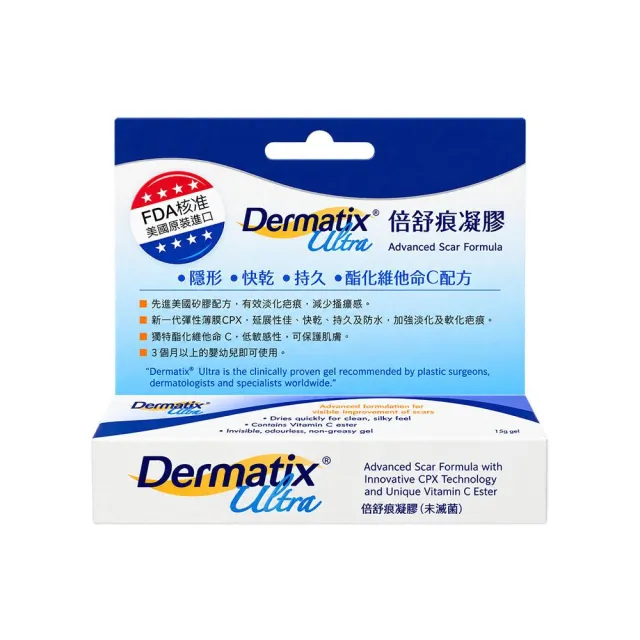 FDA核准
美國原裝進口
Dermatix® Ultra
倍舒痕凝膠
Advanced Scar Formula
•隱形 •快乾 •持久 •酯化維他命C配方
■ 先進美國矽膠配方，有效淡化疤痕，減少搔癢感。
■ 新一代彈性薄膜CPX，延展性佳、快乾、持久及防水，加強淡化及軟化疤痕。
■ 獨特酯化維他命 C，低敏感性，可保護肌膚。
■ 3 個月以上的嬰幼兒即可使用。
"Dermatix® Ultra is the clinically proven gel recommended by plastic surgeons,
dermatologists and specialists worldwide."
Dermatix® Ultra
Advanced formulation for
visible improvement of scars
• Dries quickly for clean, silky feel
• Contains Vitamin C ester
• Invisible, odourless, non-greasy gel
15g gel
Dermatix® Ultra
Advanced Scar Formula with
Innovative CPX Technology
and Unique Vitamin C Ester
倍舒痕凝膠(未滅菌)